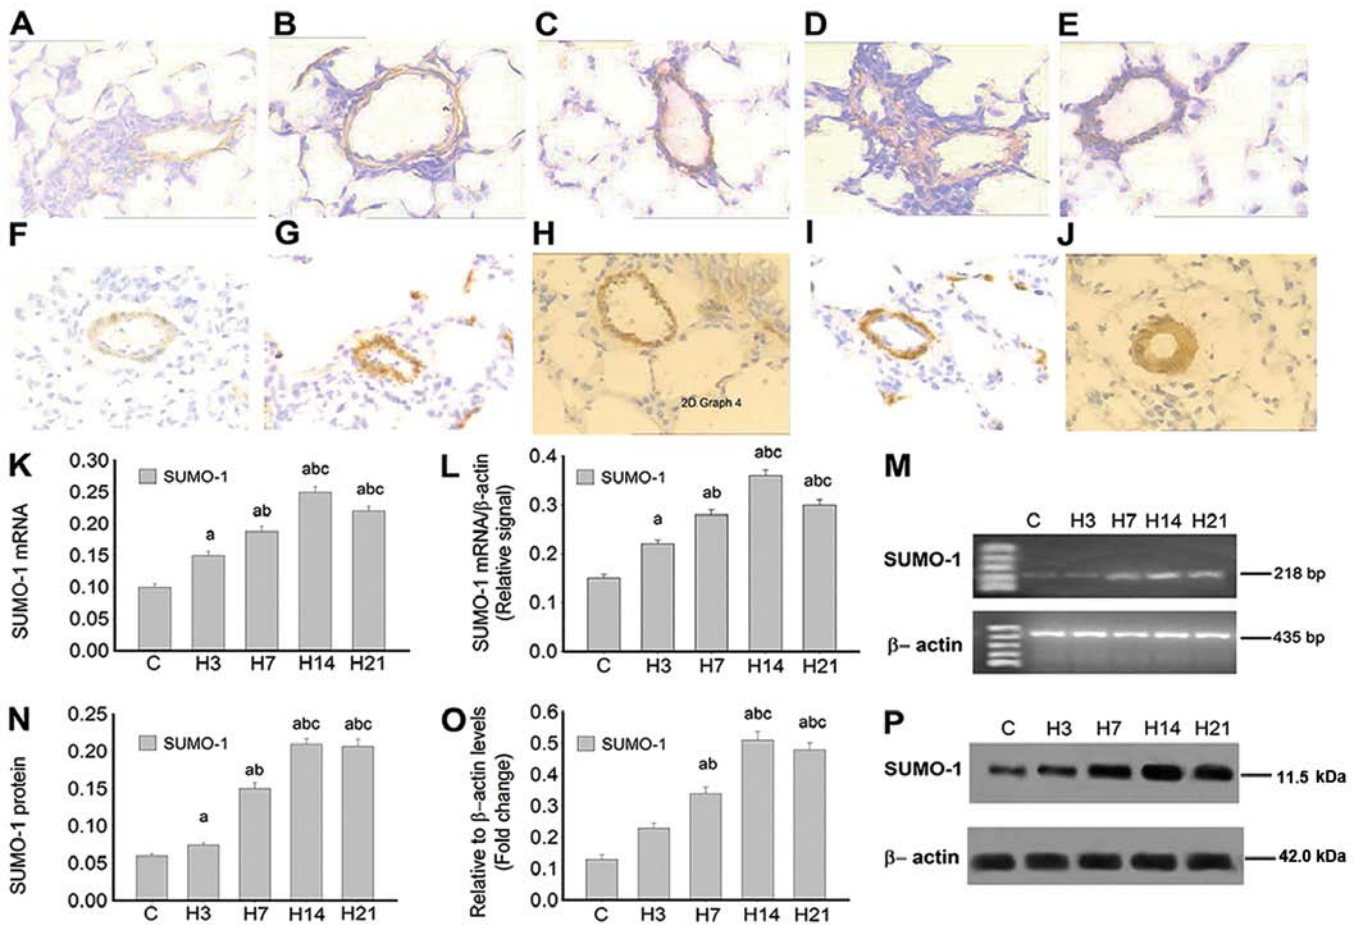 A B C D E
F G H I J
2D Graph 4
K
SUMO-1 mRNA
0.30
0.25
0.20
0.15
0.10
0.05
0.00
SUMO-1
a
ab
abc
abc
C H3 H7 H14 H21
L
SUMO-1 mRNA/β-actin
(Relative signal)
0.4
0.3
0.2
0.1
0.0
SUMO-1
a
ab
abc
abc
C H3 H7 H14 H21
M
C H3 H7 H14 H21
SUMO-1
218 bp
β– actin
435 bp
N
SUMO-1 protein
0.25
0.20
0.15
0.10
0.05
0.00
SUMO-1
a
ab
abc
abc
C H3 H7 H14 H21
O
Relative to β–actin levels
(Fold change)
0.6
0.5
0.4
0.3
0.2
0.1
0.0
SUMO-1
ab
abc
abc
C H3 H7 H14 H21
P
C H3 H7 H14 H21
SUMO-1
11.5 kDa
β– actin
42.0 kDa